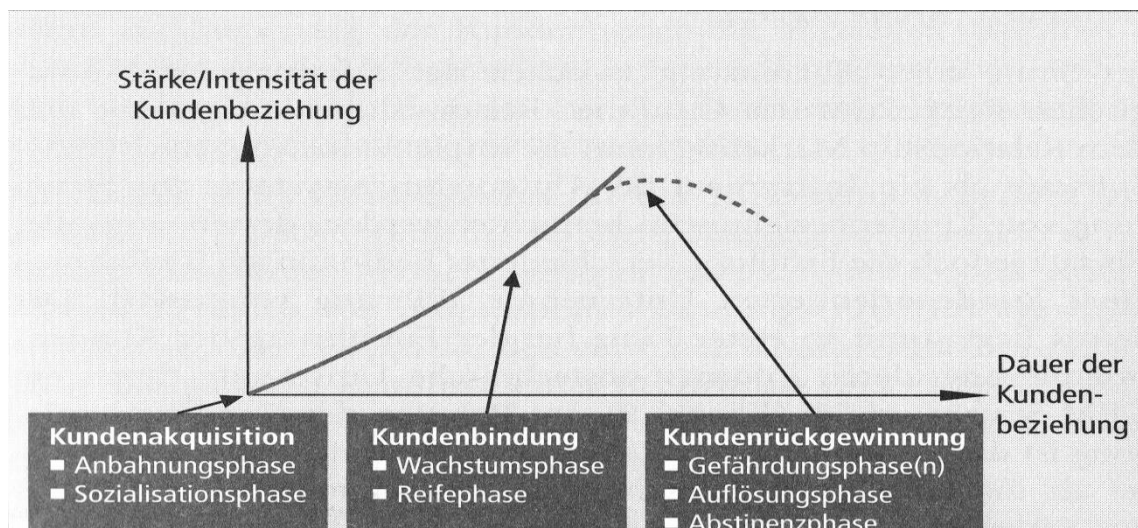 Stärke/Intensität der
Kundenbeziehung
Dauer der
Kunden-
beziehung
Kundenakquisition
■ Anbahnungsphase
■ Sozialisationsphase
Kundenbindung
■ Wachstumsphase
■ Reifephase
Kundenrückgewinnung
■ Gefährdungsphase(n)
■ Auflösungsphase
■ Abstinenzphase